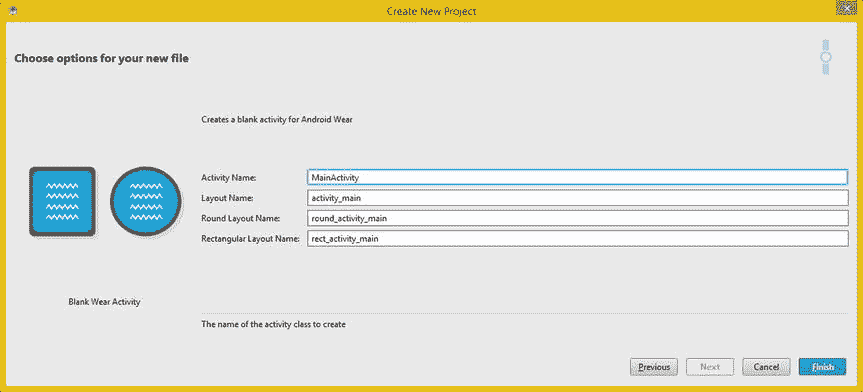 Create New Project
Choose options for your new file
Creates a blank activity for Android Wear
Activity Name: MainActivity
Layout Name: activity_main
Round Layout Name: round_activity_main
Rectangular Layout Name: rect_activity_main
Blank Wear Activity
The name of the activity class to create
Previous Next Cancel Finish